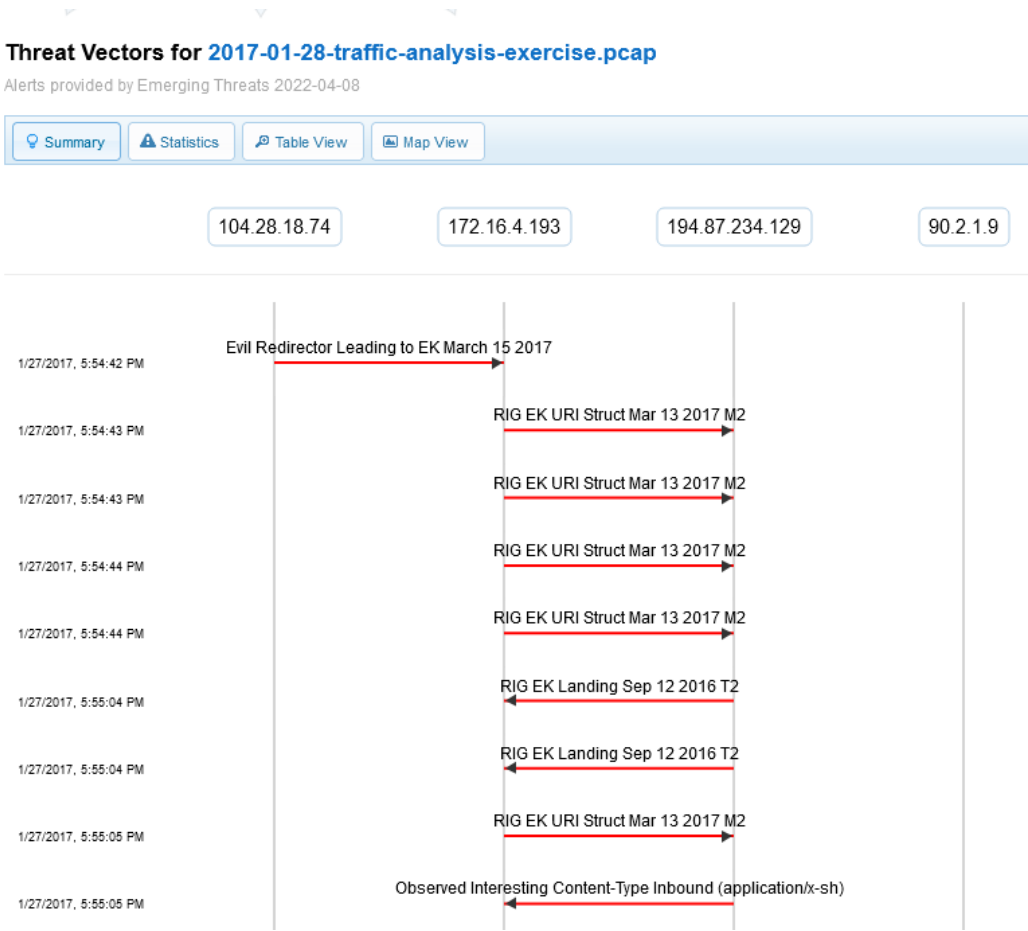 Threat Vectors for 2017-01-28-traffic-analysis-exercise.pcap
Alerts provided by Emerging Threats 2022-04-08
Summary Statistics Table View Map View
104.28.18.74 172.16.4.193 194.87.234.129 90.2.1.9
Evil Redirector Leading to EK March 15 2017
1/27/2017, 5:54:42 PM
RIG EK URI Struct Mar 13 2017 M2
1/27/2017, 5:54:43 PM
RIG EK URI Struct Mar 13 2017 M2
1/27/2017, 5:54:43 PM
RIG EK URI Struct Mar 13 2017 M2
1/27/2017, 5:54:44 PM
RIG EK URI Struct Mar 13 2017 M2
1/27/2017, 5:54:44 PM
RIG EK Landing Sep 12 2016 T2
1/27/2017, 5:55:04 PM
RIG EK Landing Sep 12 2016 T2
1/27/2017, 5:55:04 PM
RIG EK URI Struct Mar 13 2017 M2
1/27/2017, 5:55:05 PM
Observed Interesting Content-Type Inbound (application/x-sh)
1/27/2017, 5:55:05 PM